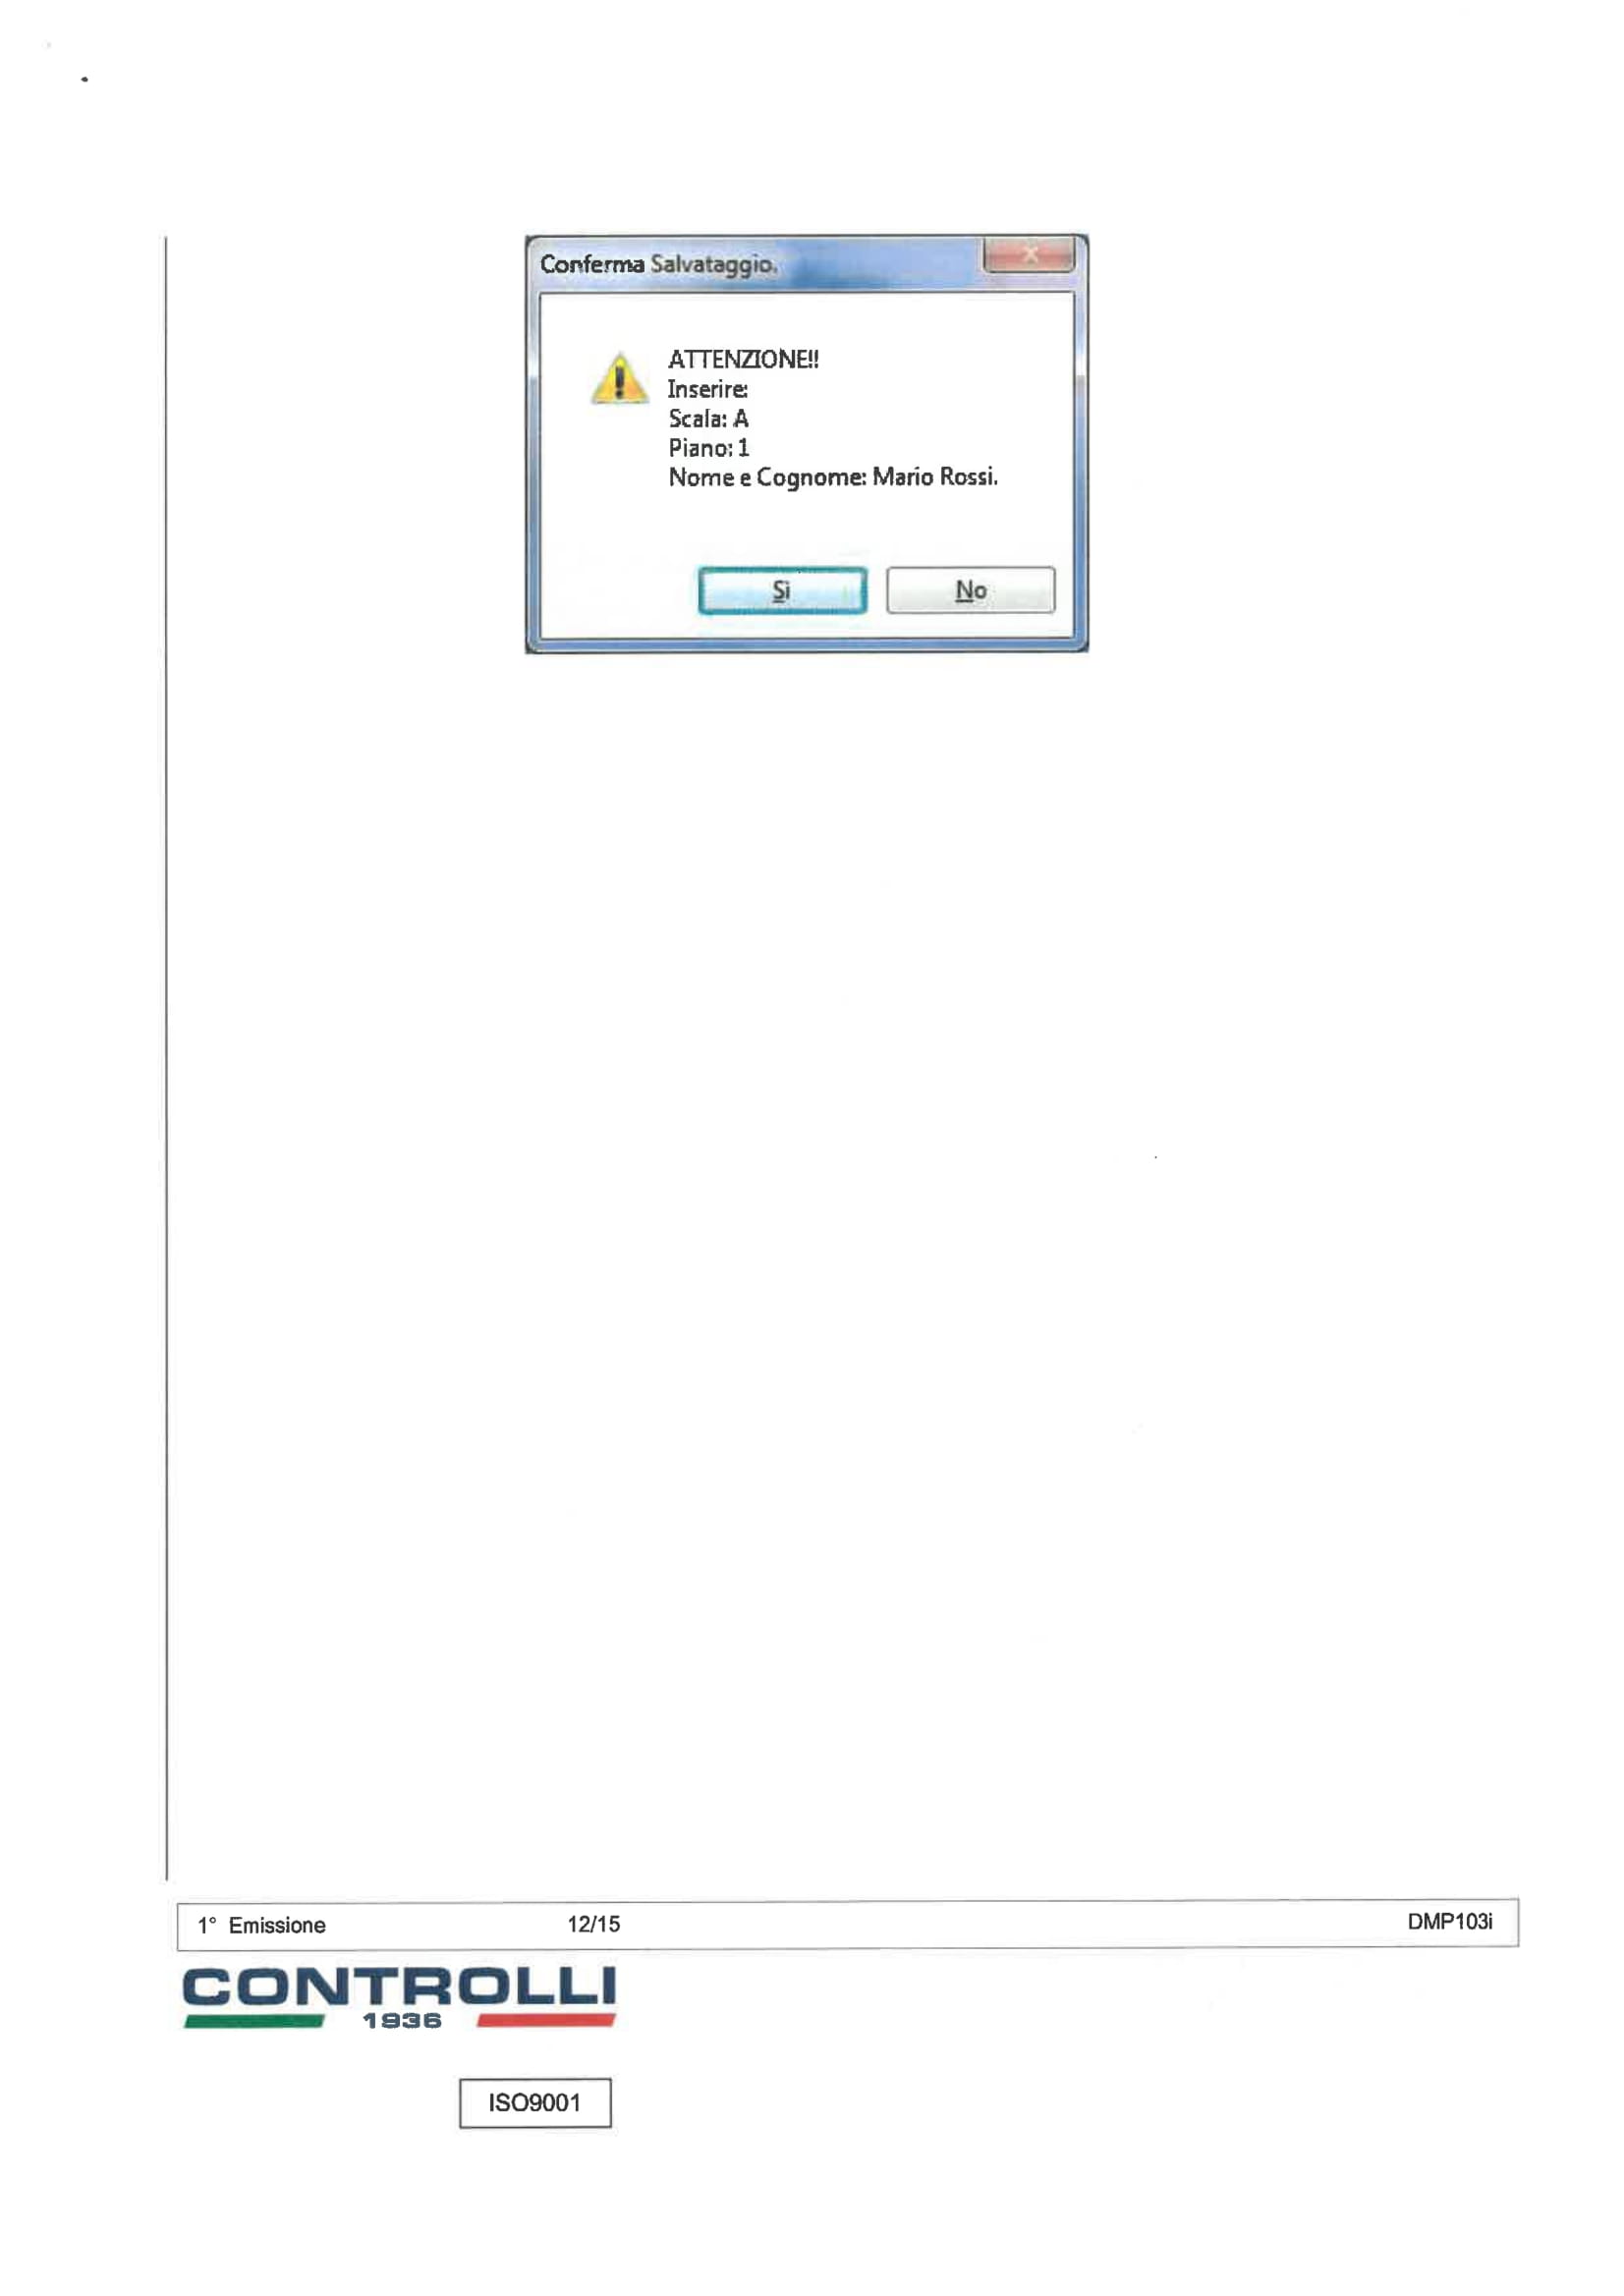 Conferma Salvataggio.
ATTENZIONE!!
Inserire:
Scala: A
Piano: 1
Nome e Cognome: Mario Rossi.
Sì No
1° Emissione 12/15 DMP103i
CONTROLLI
1936
ISO9001